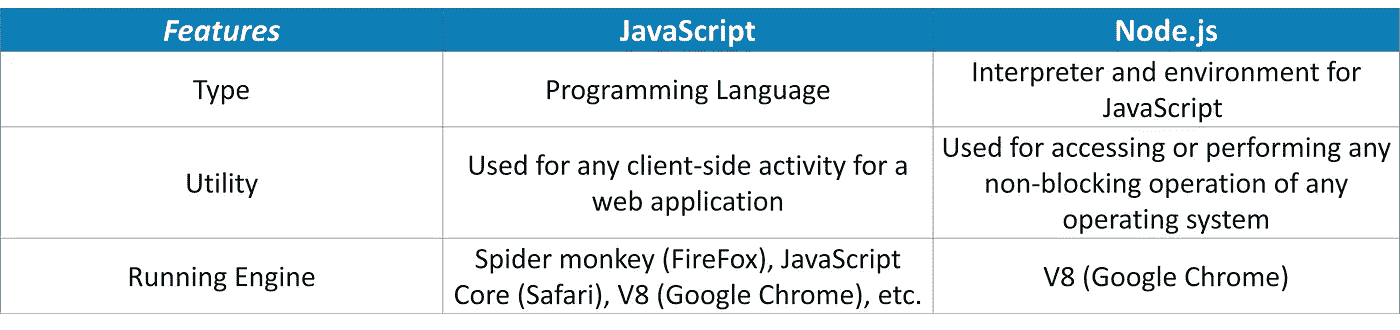 Features JavaScript Node.js
Type Programming Language Interpreter and environment for
JavaScript
Utility Used for any client-side activity for a
web application Used for accessing or performing any
non-blocking operation of any
operating system
Running Engine Spider monkey (FireFox), JavaScript
Core (Safari), V8 (Google Chrome), etc. V8 (Google Chrome)